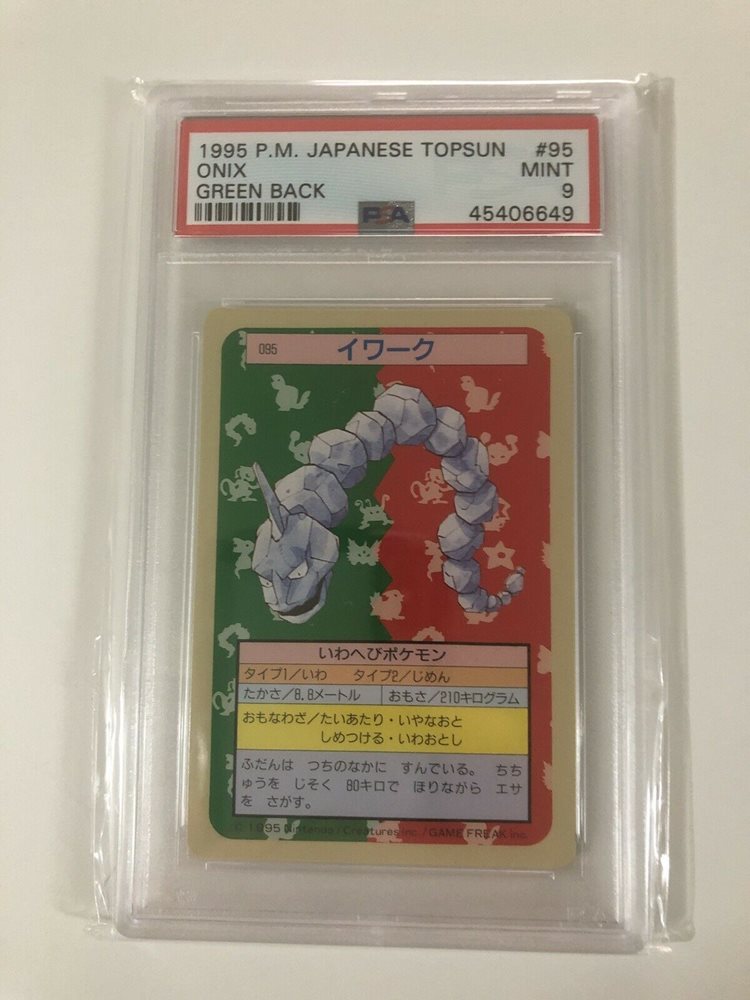 1995 P.M. JAPANESE TOPSUN #95
ONIX MINT
GREEN BACK 9
PSA 45406649
095 イワーク
いわへびポケモン
タイプ1/いわ タイプ2/じめん
たかさ/8.8メートル おもさ/210キログラム
おもなわざ/たいあたり・いやなおと
しめつける・いわおとし
ふだんは つちのなかに すんでいる。 ちち
ゅうを じそく 80キロで ほりながら エサ
を さがす。
© 1995 Nintendo/Creatures inc./GAME FREAK inc.